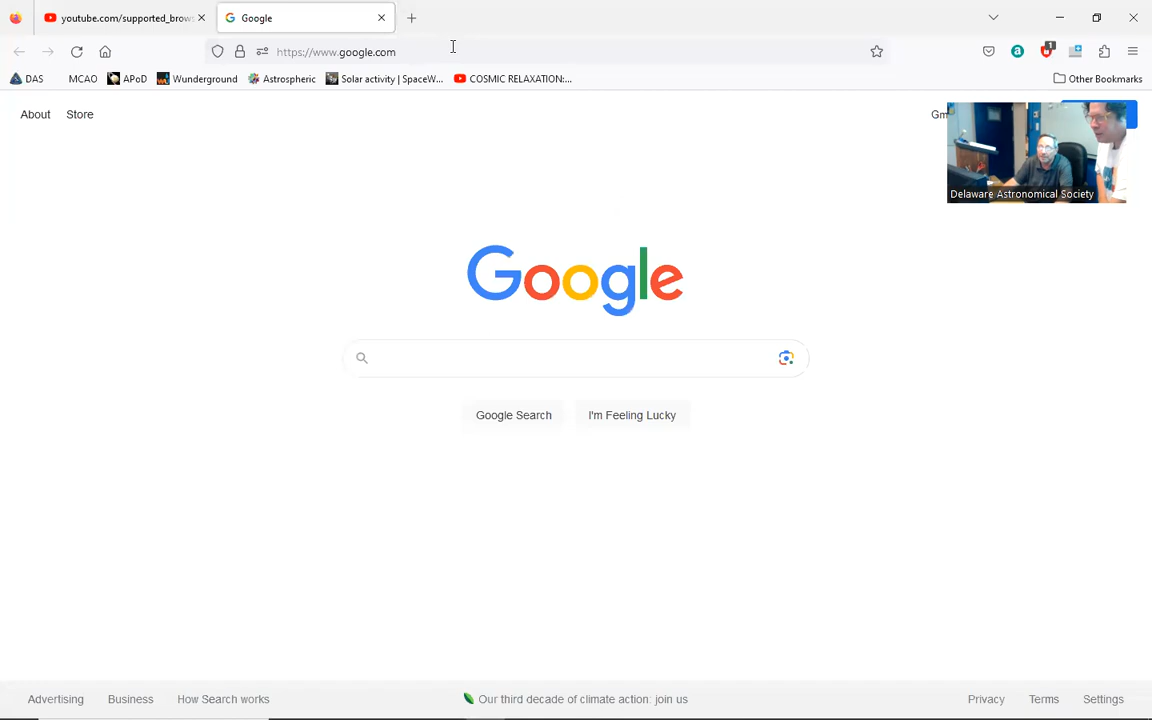 youtube.com/supported_brows
Google
https://www.google.com
1
DAS
MCAO
APoD
Wunderground
Astrospheric
Solar activity | SpaceW...
COSMIC RELAXATION:...
Other Bookmarks
About
Store
Gm
Delaware Astronomical Society
Google
Google Search
I'm Feeling Lucky
Advertising
Business
How Search works
Our third decade of climate action: join us
Privacy
Terms
Settings